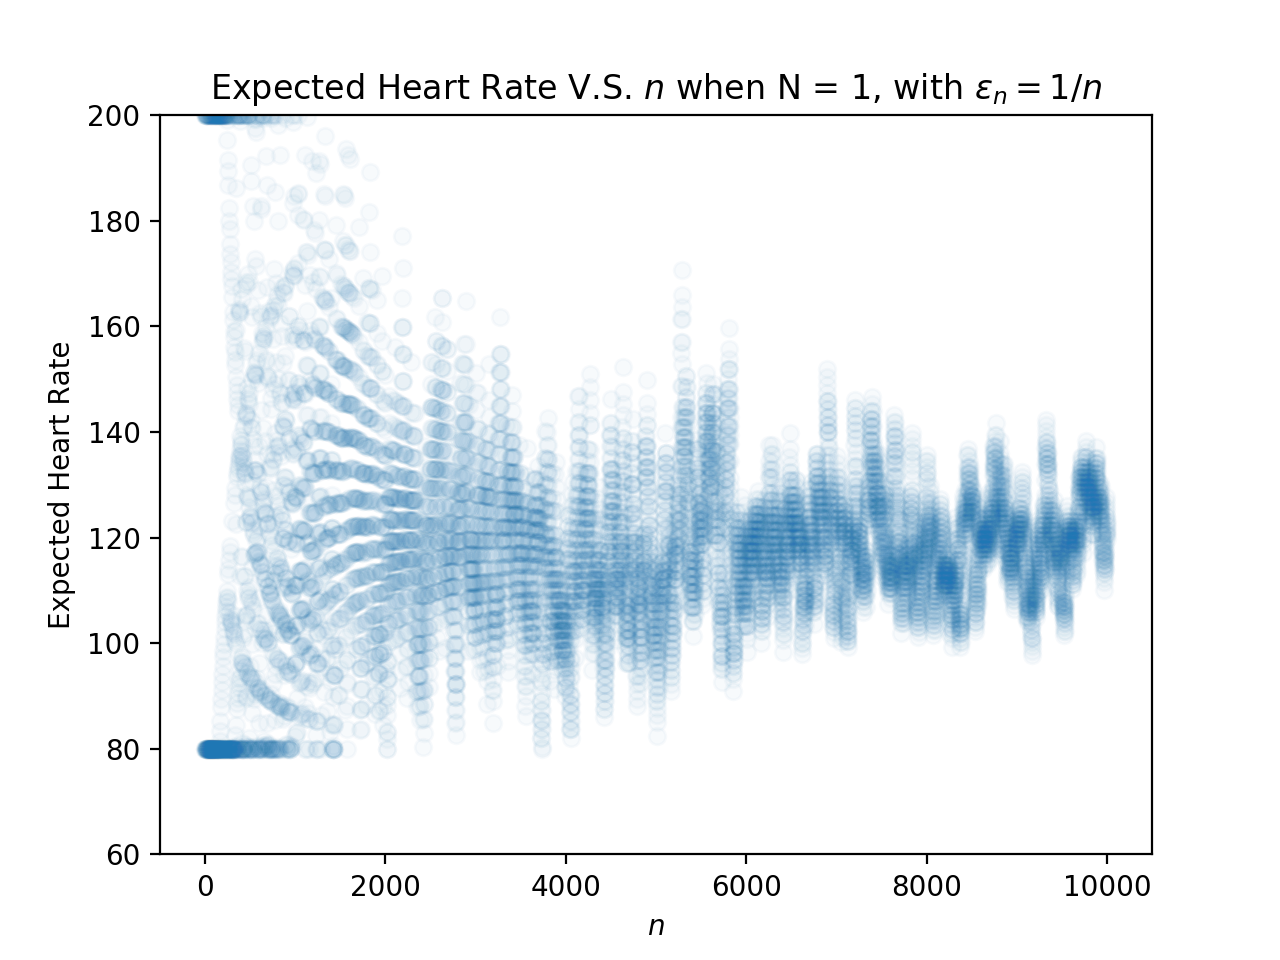 Expected Heart Rate V.S. n when N = 1, with εₙ = 1/n
200
180
160
140
120
100
80
60
Expected Heart Rate
0 2000 4000 6000 8000 10000
n